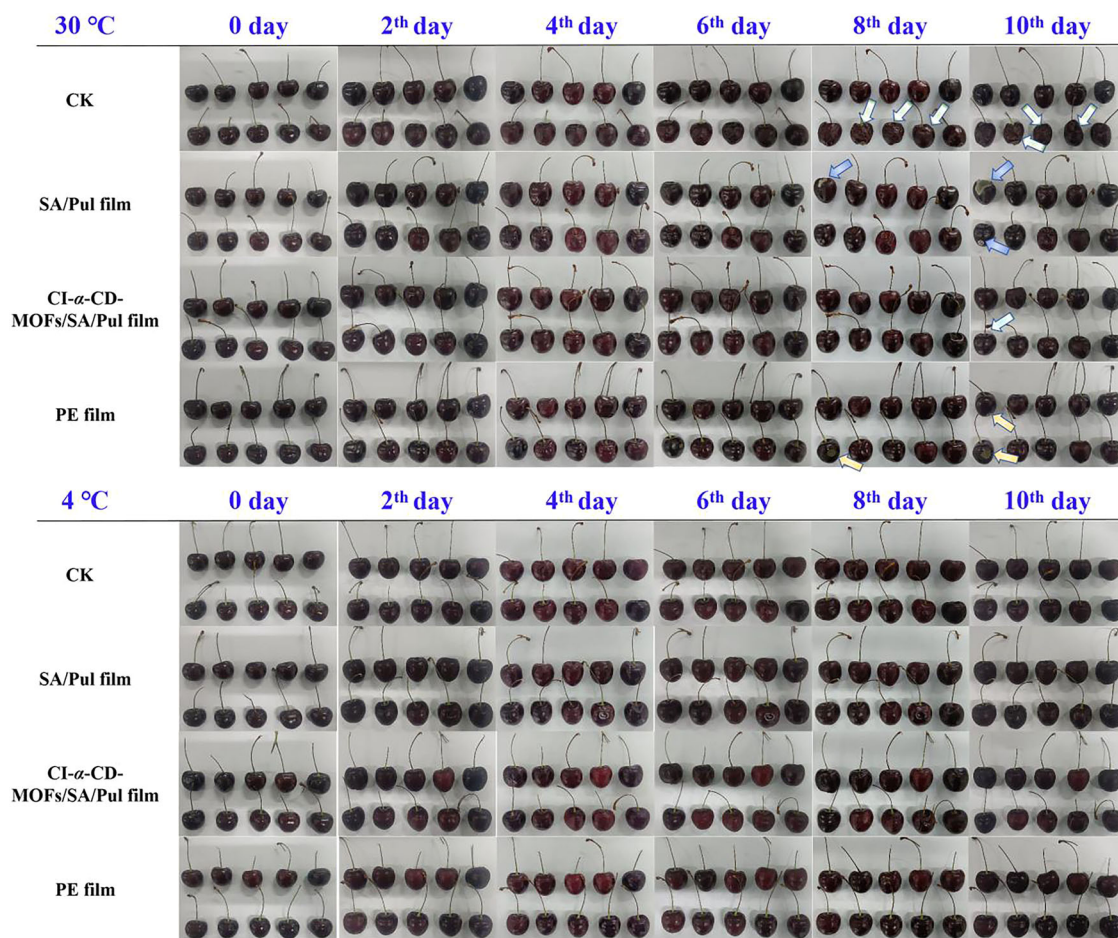 30 °C 0 day 2th day 4th day 6th day 8th day 10th day
CK
SA/Pul film
CI-α-CD-
MOFs/SA/Pul film
PE film
4 °C 0 day 2th day 4th day 6th day 8th day 10th day
CK
SA/Pul film
CI-α-CD-
MOFs/SA/Pul film
PE film